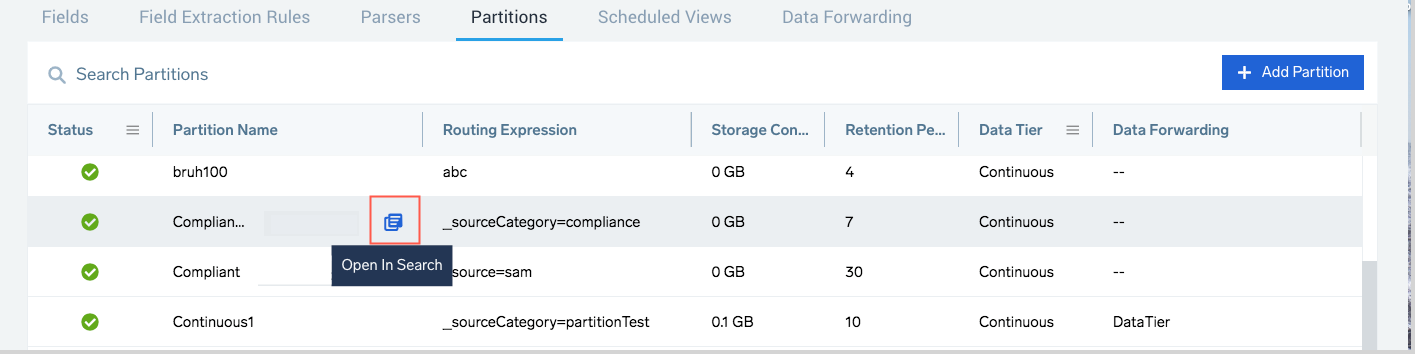 Fields Field Extraction Rules Parsers Partitions Scheduled Views Data Forwarding
Search Partitions + Add Partition
Status Partition Name Routing Expression Storage Con... Retention Pe... Data Tier Data Forwarding
bruh100 abc 0 GB 4 Continuous --
Complian... _sourceCategory=compliance 0 GB 7 Continuous --
Open In Search
Compliant source=sam 0 GB 30 Continuous --
Continuous1 _sourceCategory=partitionTest 0.1 GB 10 Continuous DataTier